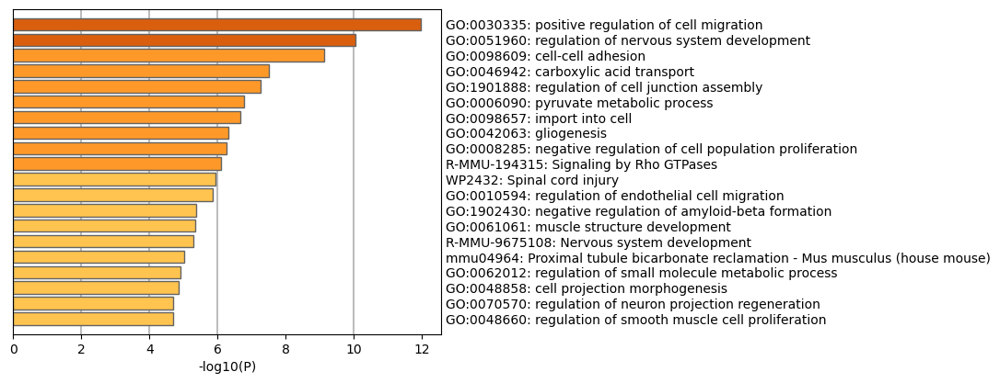 GO:0030335: positive regulation of cell migration
GO:0051960: regulation of nervous system development
GO:0098609: cell-cell adhesion
GO:0046942: carboxylic acid transport
GO:1901888: regulation of cell junction assembly
GO:0006090: pyruvate metabolic process
GO:0098657: import into cell
GO:0042063: gliogenesis
GO:0008285: negative regulation of cell population proliferation
R-MMU-194315: Signaling by Rho GTPases
WP2432: Spinal cord injury
GO:0010594: regulation of endothelial cell migration
GO:1902430: negative regulation of amyloid-beta formation
GO:0061061: muscle structure development
R-MMU-9675108: Nervous system development
mmu04964: Proximal tubule bicarbonate reclamation - Mus musculus (house mouse)
GO:0062012: regulation of small molecule metabolic process
GO:0048858: cell projection morphogenesis
GO:0070570: regulation of neuron projection regeneration
GO:0048660: regulation of smooth muscle cell proliferation
0 2 4 6 8 10 12
-log10(P)